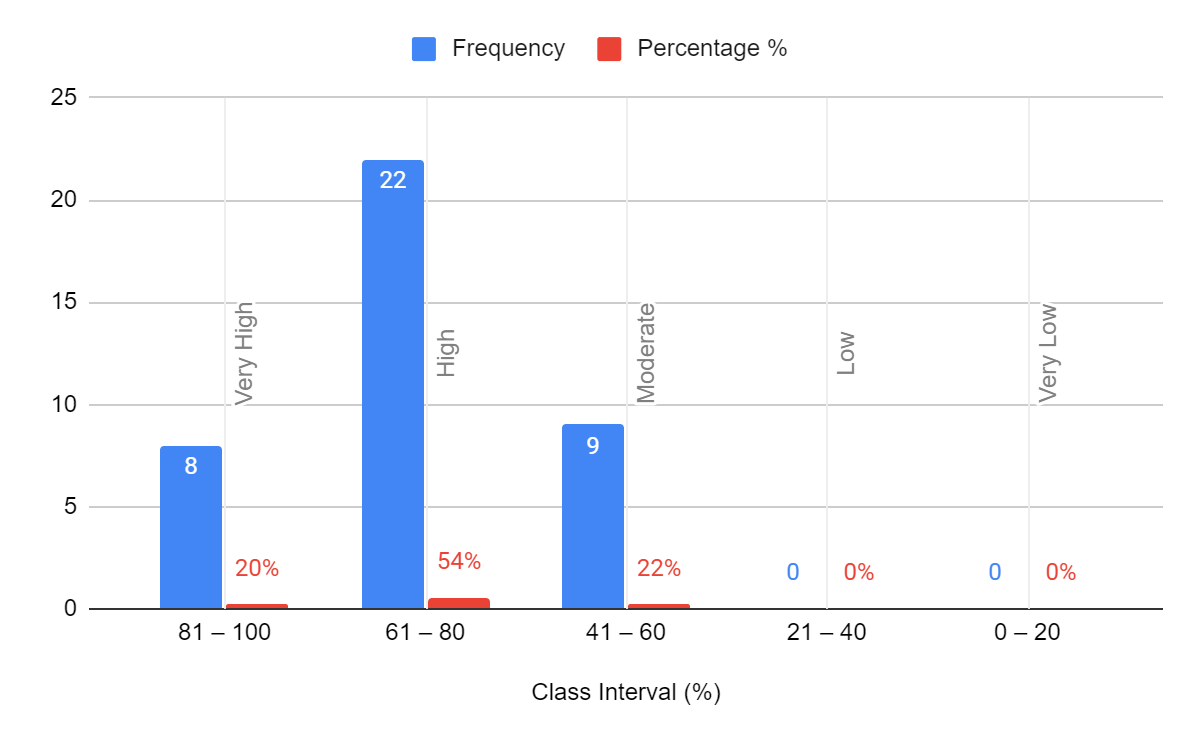 Frequency
Percentage %
25
20
15
10
5
0
22
8
9
0
0
20%
54%
22%
0%
0%
Very High
High
Moderate
Low
Very Low
81 – 100
61 – 80
41 – 60
21 – 40
0 – 20
Class Interval (%)